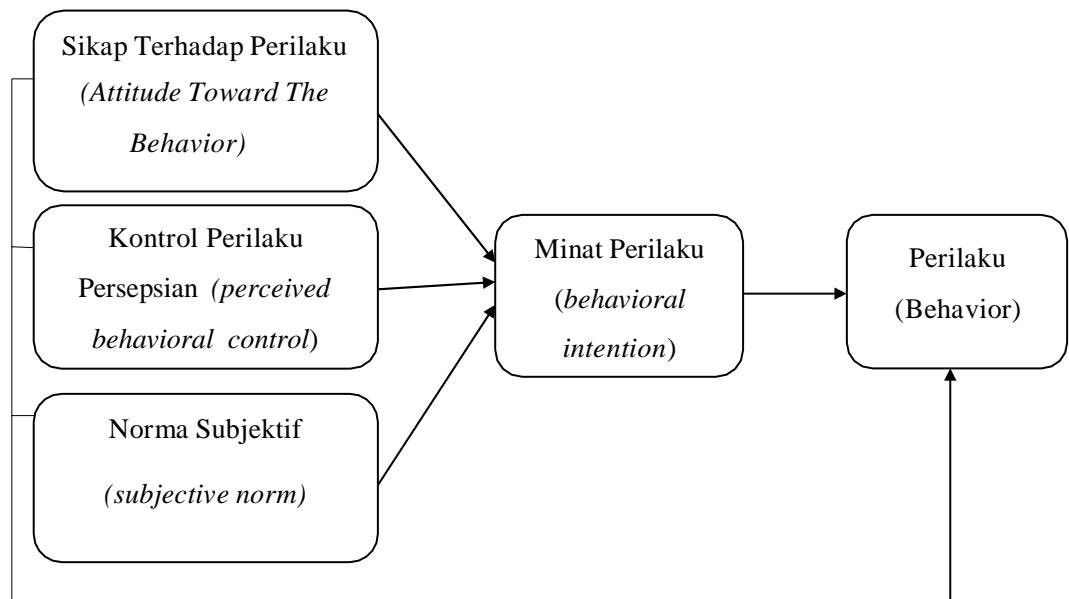 Sikap Terhadap Perilaku
(Attitude Toward The
Behavior)
Kontrol Perilaku
Persepsian (perceived
behavioral control)
Norma Subjektif
(subjective norm)
Minat Perilaku
(behavioral
intention)
Perilaku
(Behavior)